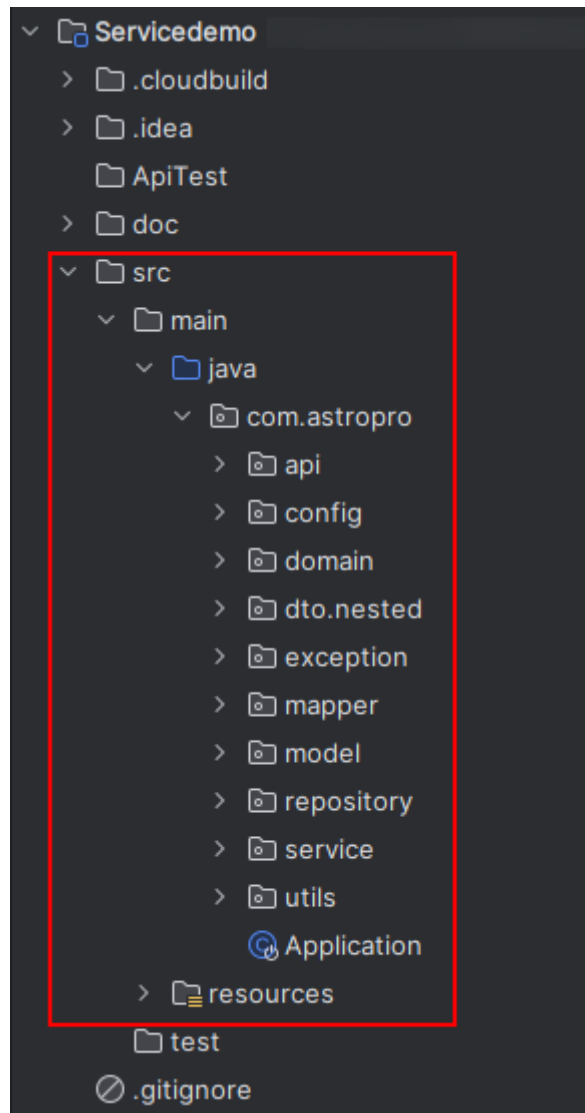 Servicedemo
.cloudbuild
.idea
ApiTest
doc
src
main
java
com.astropro
api
config
domain
dto.nested
exception
mapper
model
repository
service
utils
Application
resources
test
.gitignore